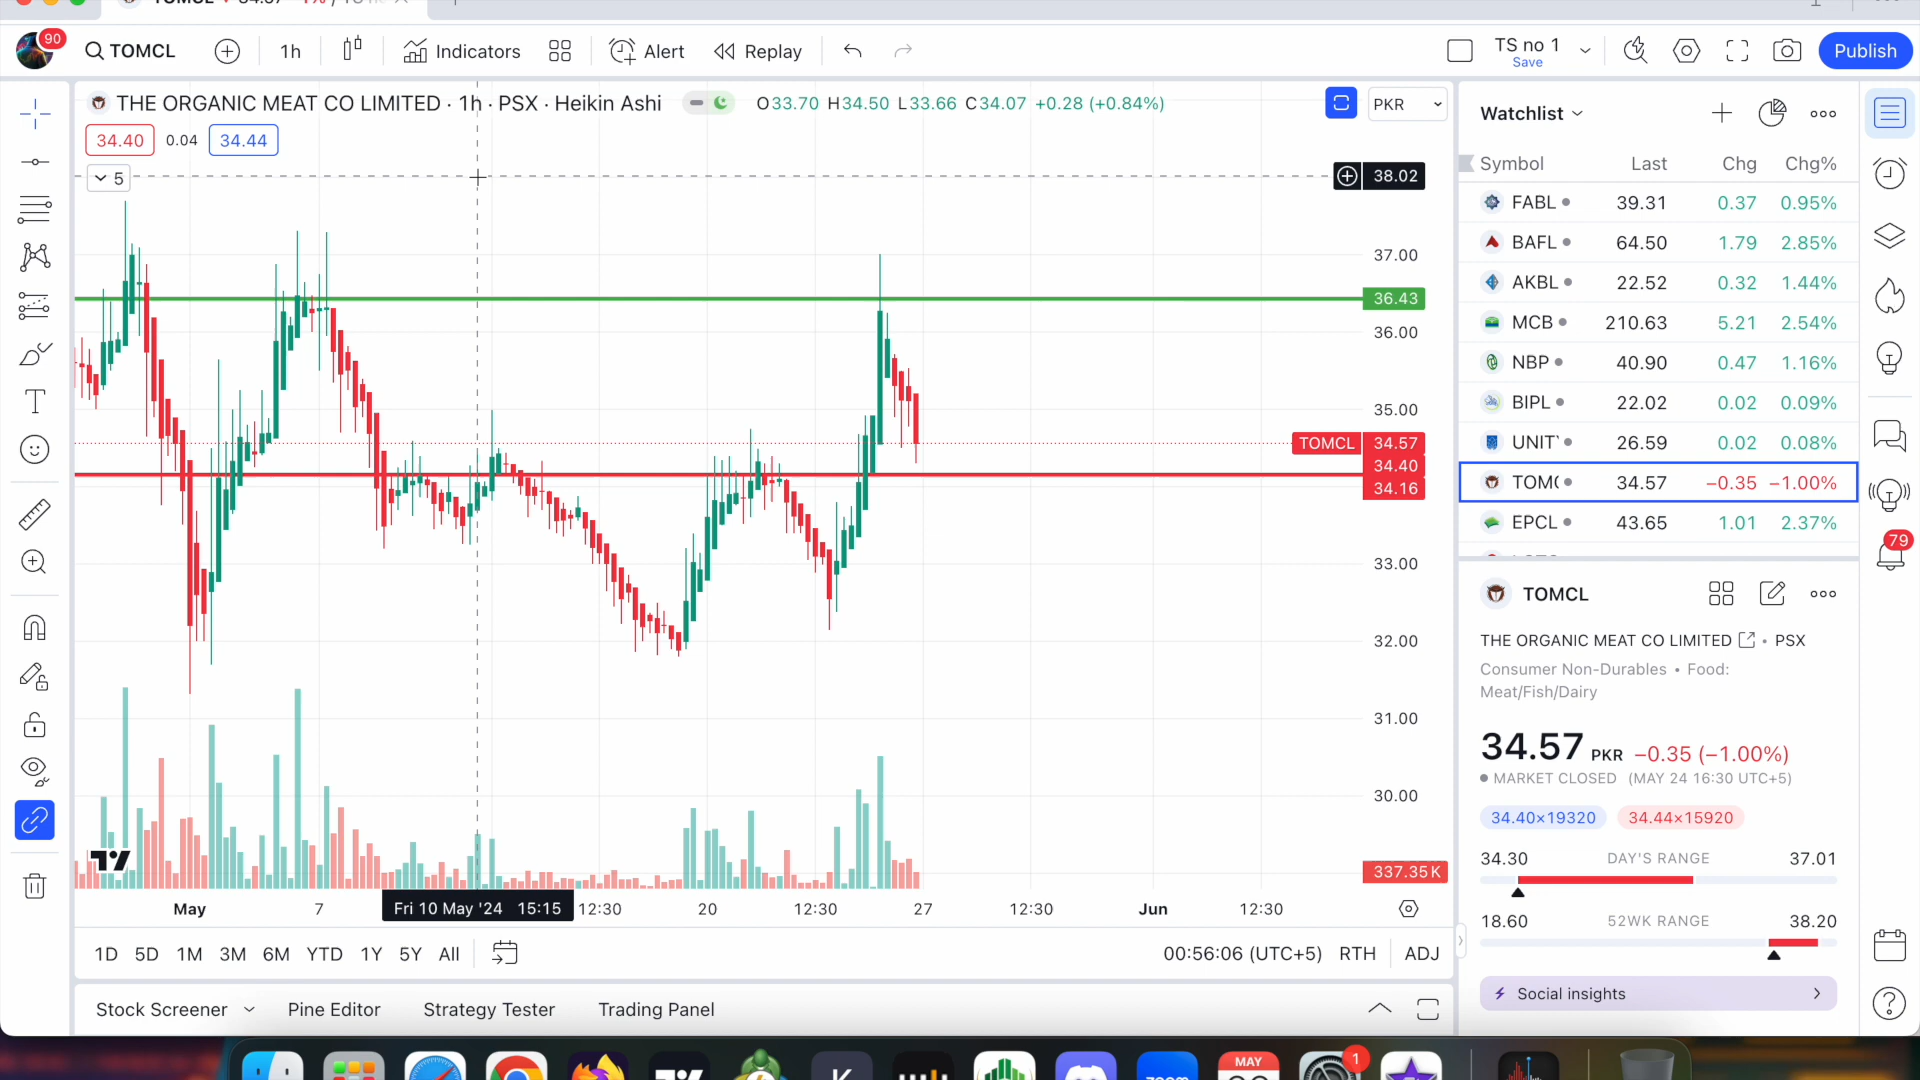 90
TOMCL
1h
Indicators
Alert
Replay
TS no 1
Save
Publish
THE ORGANIC MEAT CO LIMITED · 1h · PSX · Heikin Ashi
O33.70 H34.50 L33.66 C34.07 +0.28 (+0.84%)
PKR
34.40 0.04 34.44
5
38.02
37.00
36.43
36.00
35.00
TOMCL 34.57
34.40
34.16
33.00
32.00
31.00
30.00
337.35K
May 7 Fri 10 May '24 15:15 12:30 20 12:30 27 12:30 Jun 12:30
1D 5D 1M 3M 6M YTD 1Y 5Y All
00:56:06 (UTC+5) RTH ADJ
Stock Screener Pine Editor Strategy Tester Trading Panel
Watchlist
Symbol Last Chg Chg%
FABL 39.31 0.37 0.95%
BAFL 64.50 1.79 2.85%
AKBL 22.52 0.32 1.44%
MCB 210.63 5.21 2.54%
NBP 40.90 0.47 1.16%
BIPL 22.02 0.02 0.09%
UNITY 26.59 0.02 0.08%
TOMC 34.57 −0.35 −1.00%
EPCL 43.65 1.01 2.37%
TOMCL
THE ORGANIC MEAT CO LIMITED • PSX
Consumer Non-Durables • Food:
Meat/Fish/Dairy
34.57 PKR −0.35 (−1.00%)
MARKET CLOSED (MAY 24 16:30 UTC+5)
34.40×19320 34.44×15920
34.30 DAY'S RANGE 37.01
18.60 52WK RANGE 38.20
Social insights
79
MAY
1
zoom